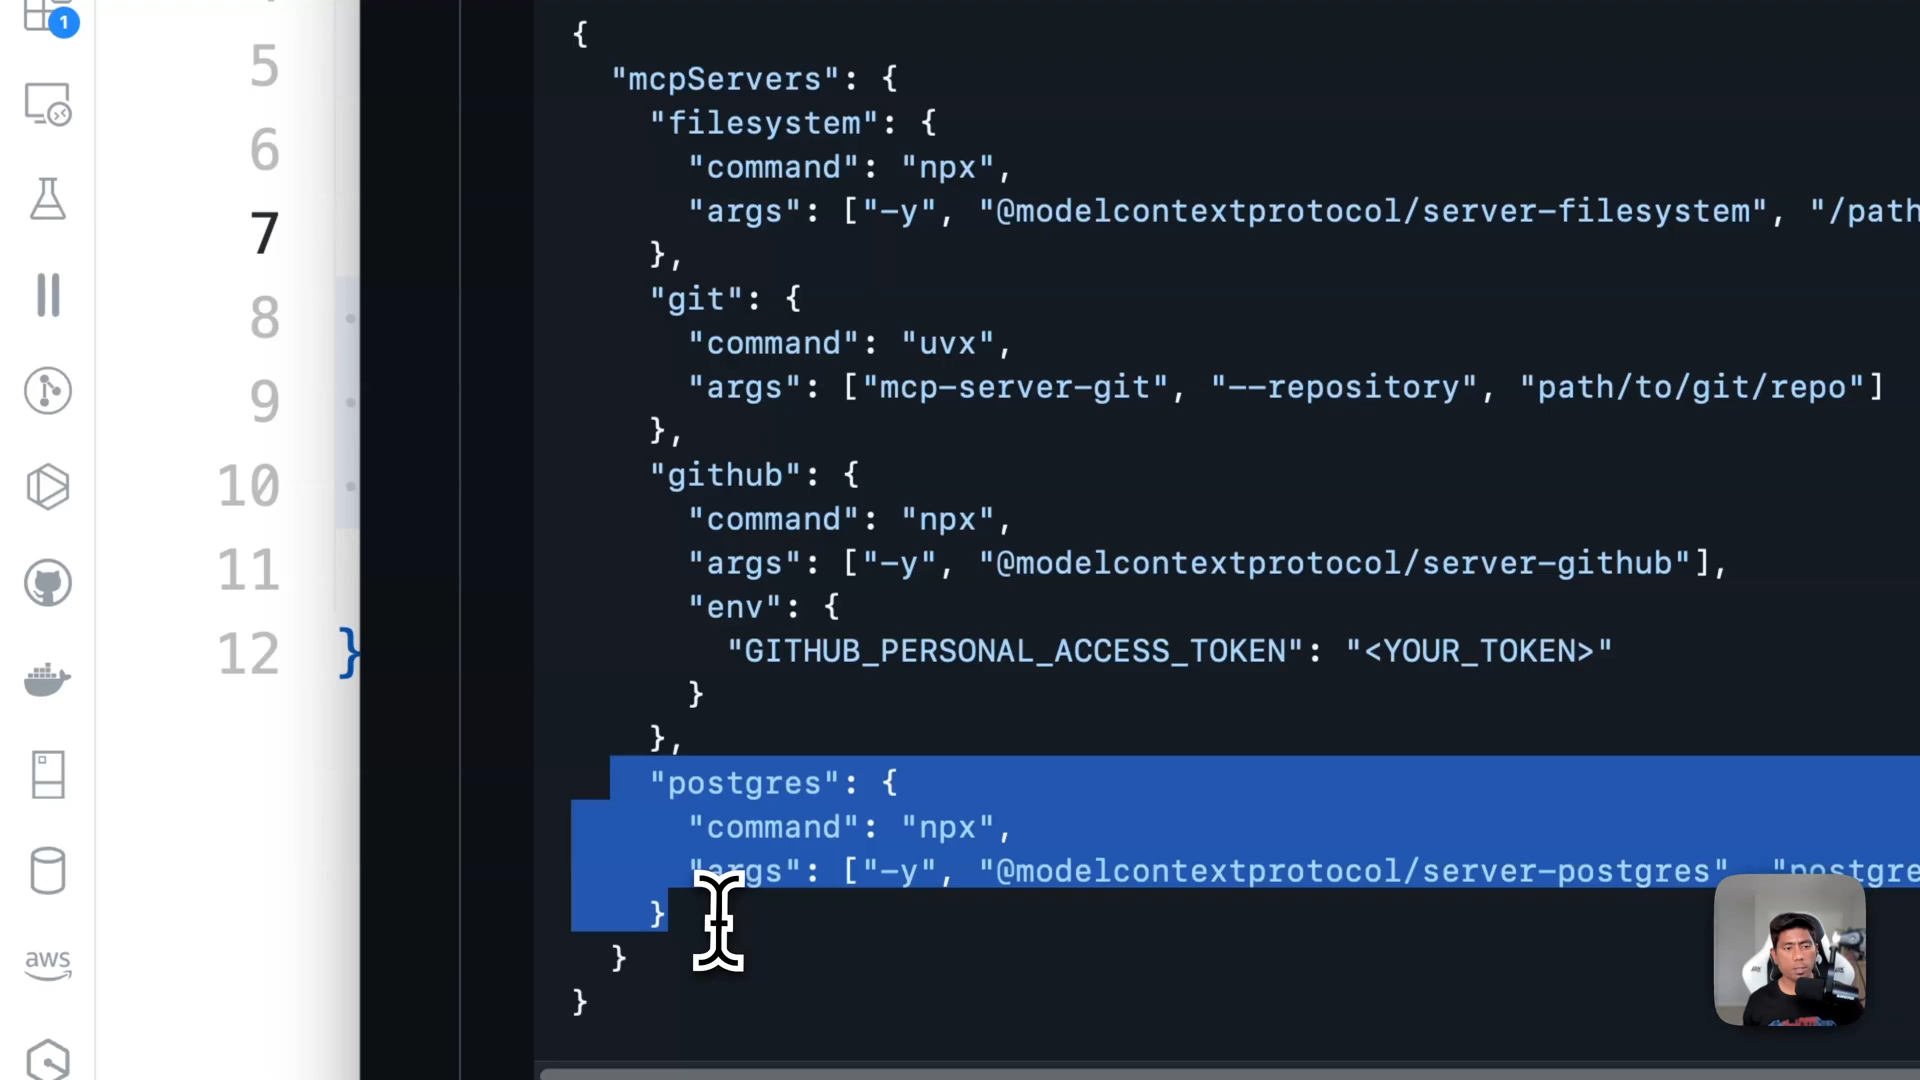 1
5
6
7
8
9
10
11
12 }
aws
{
"mcpServers": {
"filesystem": {
"command": "npx",
"args": ["-y", "@modelcontextprotocol/server-filesystem", "/path
},
"git": {
"command": "uvx",
"args": ["mcp-server-git", "--repository", "path/to/git/repo"]
},
"github": {
"command": "npx",
"args": ["-y", "@modelcontextprotocol/server-github"],
"env": {
"GITHUB_PERSONAL_ACCESS_TOKEN": "<YOUR_TOKEN>"
}
},
"postgres": {
"command": "npx",
"args": ["-y", "@modelcontextprotocol/server-postgres", "postgre
}
}
}